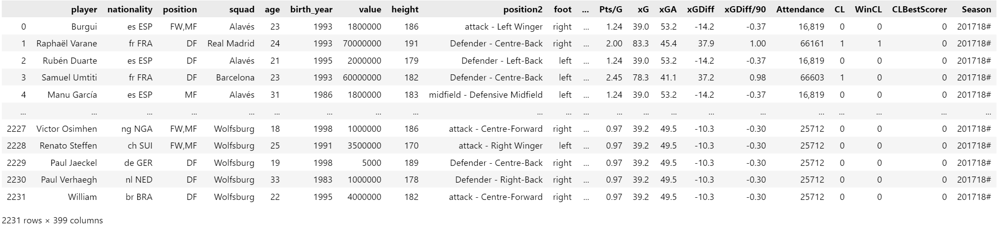 player nationality position squad age birth_year value height position2 foot ... Pts/G xG xGA xGDiff xGDiff/90 Attendance CL WinCL CLBestScorer Season
0 Burgui es ESP FW,MF Alavés 23 1993 1800000 186 attack - Left Winger right ... 1.24 39.0 53.2 -14.2 -0.37 16,819 0 0 0 201718#
1 Raphaël Varane fr FRA DF Real Madrid 24 1993 70000000 191 Defender - Centre-Back right ... 2.00 83.3 45.4 37.9 1.00 66161 1 1 0 201718#
2 Rubén Duarte es ESP DF Alavés 21 1995 2000000 179 Defender - Left-Back left ... 1.24 39.0 53.2 -14.2 -0.37 16,819 0 0 0 201718#
3 Samuel Umtiti fr FRA DF Barcelona 23 1993 60000000 182 Defender - Centre-Back left ... 2.45 78.3 41.1 37.2 0.98 66603 1 0 0 201718#
4 Manu García es ESP MF Alavés 31 1986 1800000 183 midfield - Defensive Midfield left ... 1.24 39.0 53.2 -14.2 -0.37 16,819 0 0 0 201718#
... ... ... ... ... ... ... ... ... ... ... ... ... ... ... ... ... ... ... ... ... ...
2227 Victor Osimhen ng NGA FW,MF Wolfsburg 18 1998 1000000 186 attack - Centre-Forward right ... 0.97 39.2 49.5 -10.3 -0.30 25712 0 0 0 201718#
2228 Renato Steffen ch SUI FW,MF Wolfsburg 25 1991 3500000 170 attack - Right Winger left ... 0.97 39.2 49.5 -10.3 -0.30 25712 0 0 0 201718#
2229 Paul Jaeckel de GER DF Wolfsburg 19 1998 5000 189 Defender - Centre-Back right ... 0.97 39.2 49.5 -10.3 -0.30 25712 0 0 0 201718#
2230 Paul Verhaegh nl NED DF Wolfsburg 33 1983 1000000 178 Defender - Right-Back right ... 0.97 39.2 49.5 -10.3 -0.30 25712 0 0 0 201718#
2231 William br BRA DF Wolfsburg 22 1995 4000000 182 attack - Centre-Forward right ... 0.97 39.2 49.5 -10.3 -0.30 25712 0 0 0 201718#
2231 rows × 399 columns